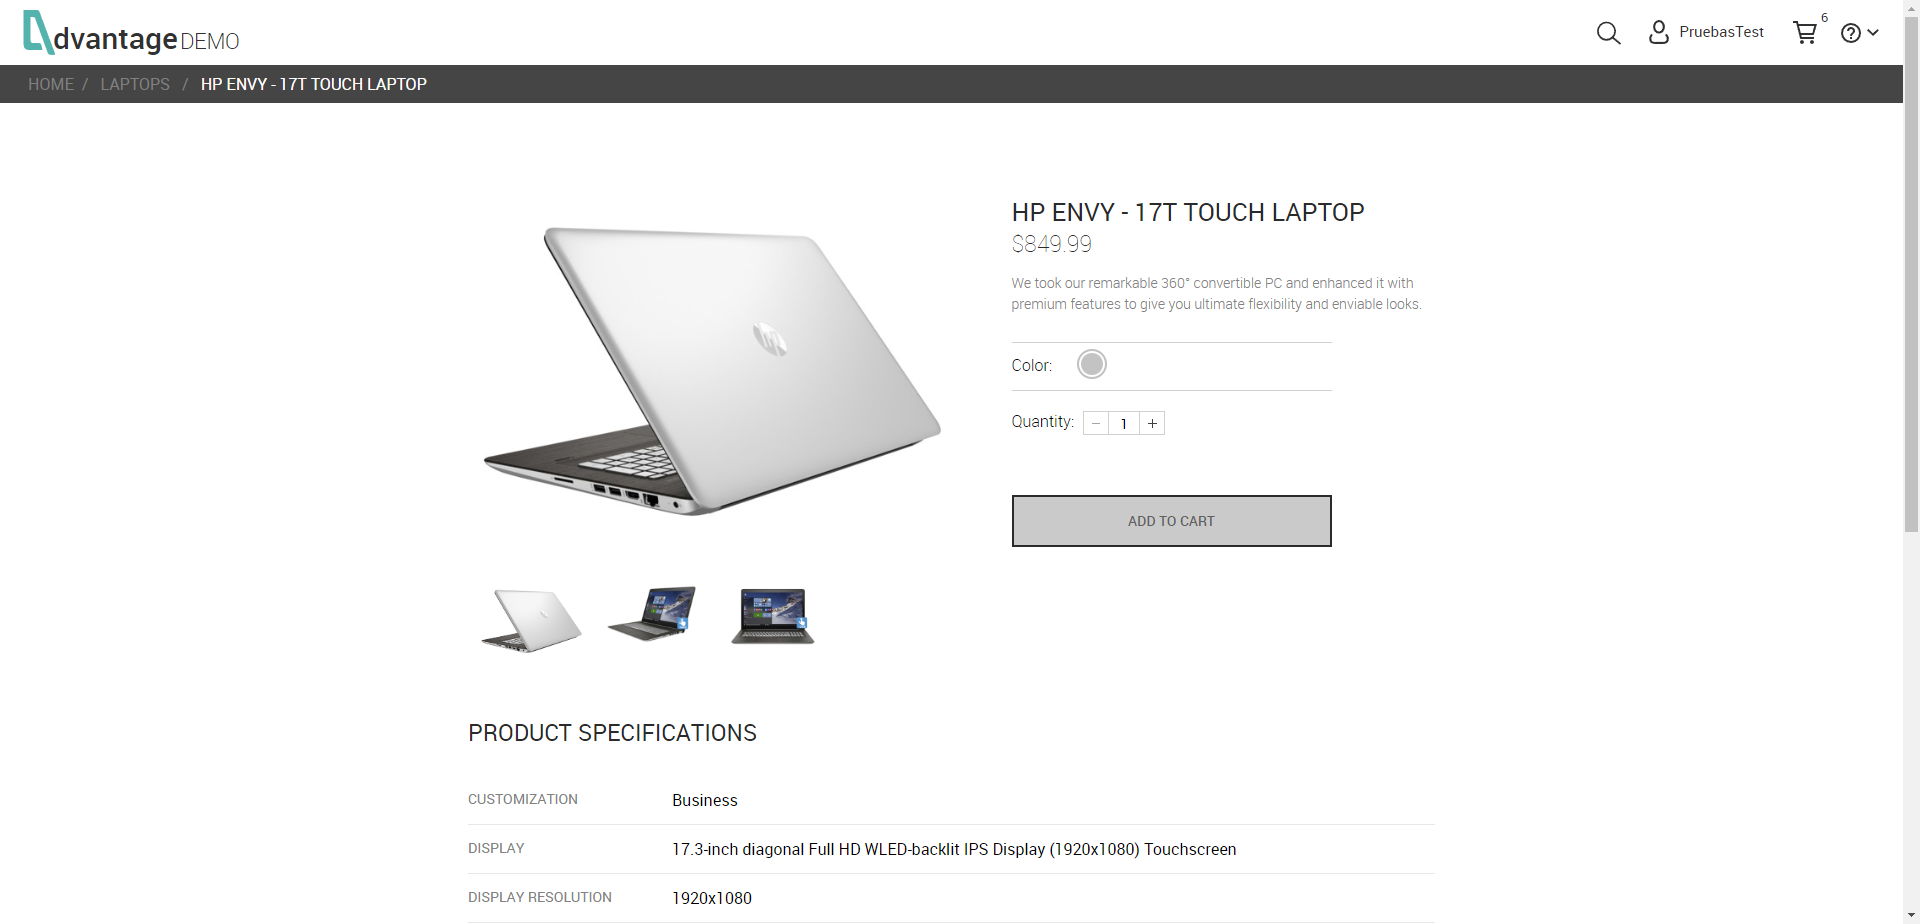 dvantage DEMO
PruebasTest
6
HOME / LAPTOPS / HP ENVY - 17T TOUCH LAPTOP
HP ENVY - 17T TOUCH LAPTOP
$849.99
We took our remarkable 360° convertible PC and enhanced it with
premium features to give you ultimate flexibility and enviable looks.
Color:
Quantity: − 1 +
ADD TO CART
hp
PRODUCT SPECIFICATIONS
CUSTOMIZATION Business
DISPLAY 17.3-inch diagonal Full HD WLED-backlit IPS Display (1920x1080) Touchscreen
DISPLAY RESOLUTION 1920x1080